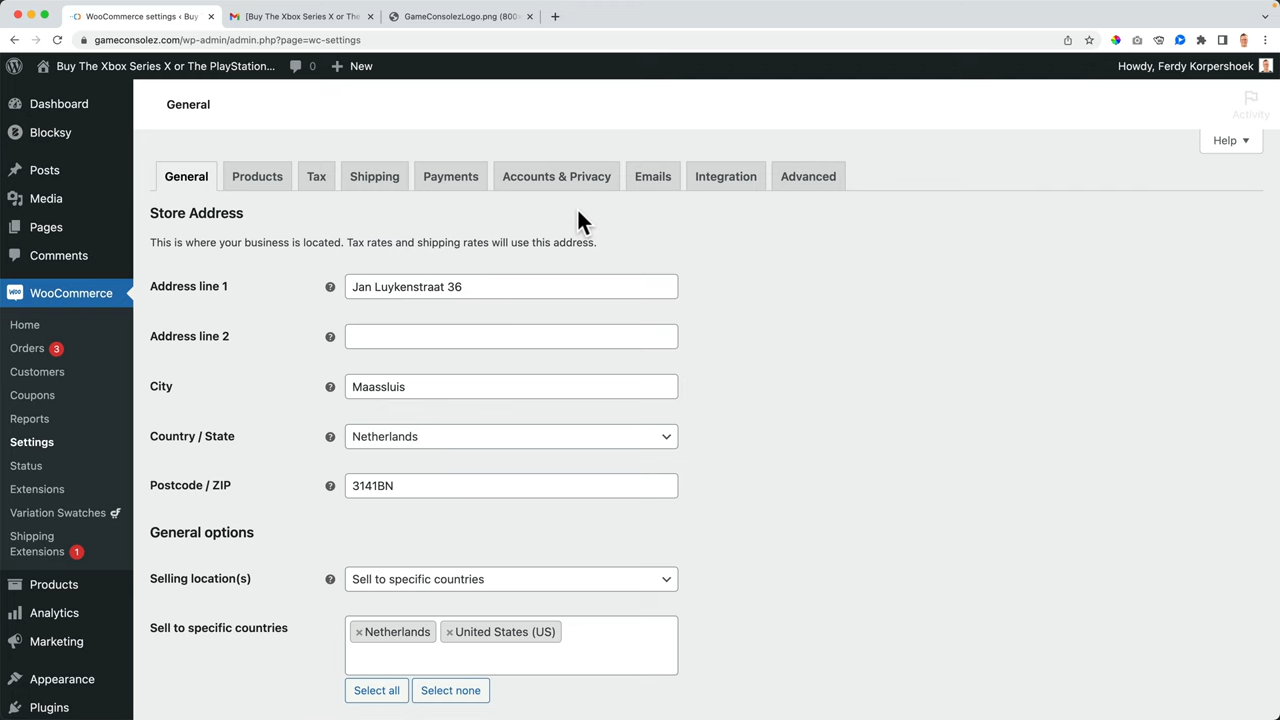 WooCommerce settings ‹ Buy
[Buy The Xbox Series X or The
GameConsolezLogo.png (800×
gameconsolez.com/wp-admin/admin.php?page=wc-settings
Buy The Xbox Series X or The PlayStation...
0
New
Howdy, Ferdy Korpershoek
Dashboard
Blocksy
Posts
Media
Pages
Comments
WooCommerce
Home
Orders 3
Customers
Coupons
Reports
Settings
Status
Extensions
Variation Swatches
Shipping
Extensions 1
Products
Analytics
Marketing
Appearance
Plugins
General
Activity
Help ▼
General
Products
Tax
Shipping
Payments
Accounts & Privacy
Emails
Integration
Advanced
Store Address
This is where your business is located. Tax rates and shipping rates will use this address.
Address line 1
Jan Luykenstraat 36
Address line 2
City
Maassluis
Country / State
Netherlands
Postcode / ZIP
3141BN
General options
Selling location(s)
Sell to specific countries
Sell to specific countries
×Netherlands
×United States (US)
Select all
Select none